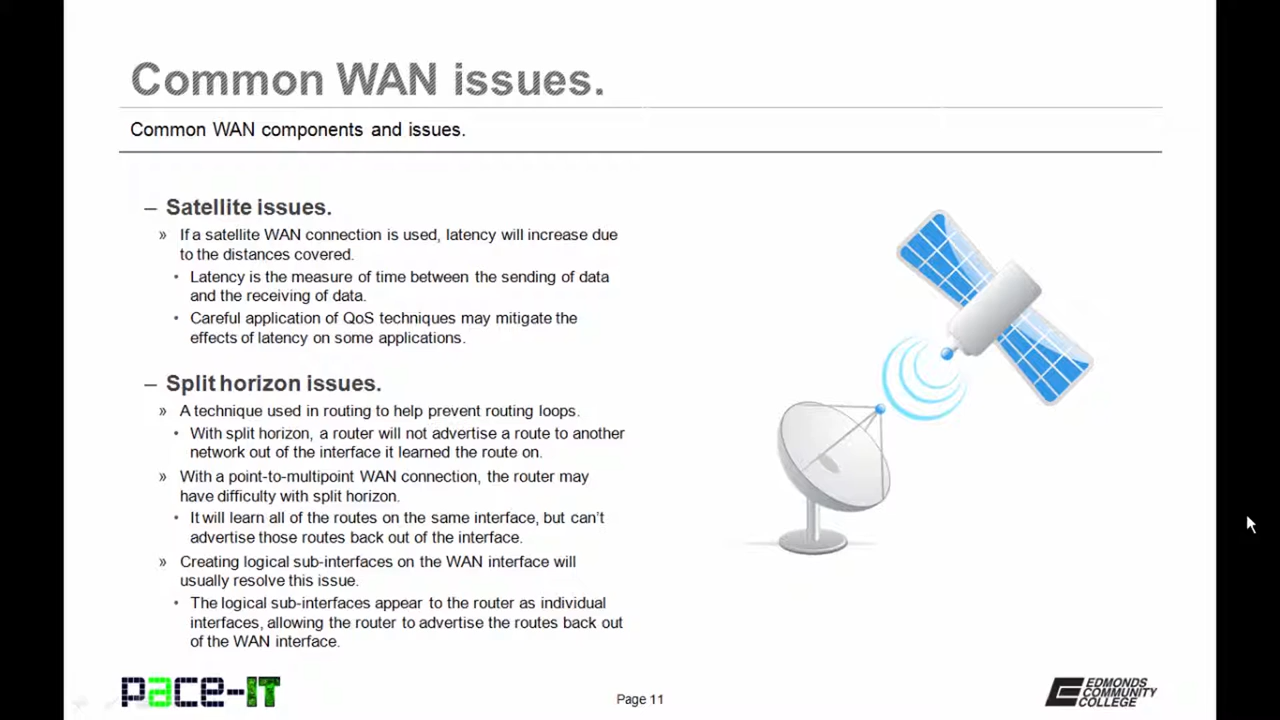 Common WAN issues.
Common WAN components and issues.
– Satellite issues.
» If a satellite WAN connection is used, latency will increase due
to the distances covered.
• Latency is the measure of time between the sending of data
and the receiving of data.
• Careful application of QoS techniques may mitigate the
effects of latency on some applications.
– Split horizon issues.
» A technique used in routing to help prevent routing loops.
• With split horizon, a router will not advertise a route to another
network out of the interface it learned the route on.
» With a point-to-multipoint WAN connection, the router may
have difficulty with split horizon.
• It will learn all of the routes on the same interface, but can't
advertise those routes back out of the interface.
» Creating logical sub-interfaces on the WAN interface will
usually resolve this issue.
• The logical sub-interfaces appear to the router as individual
interfaces, allowing the router to advertise the routes back out
of the WAN interface.
pace-IT
Page 11
EDMONDS
COMMUNITY
COLLEGE